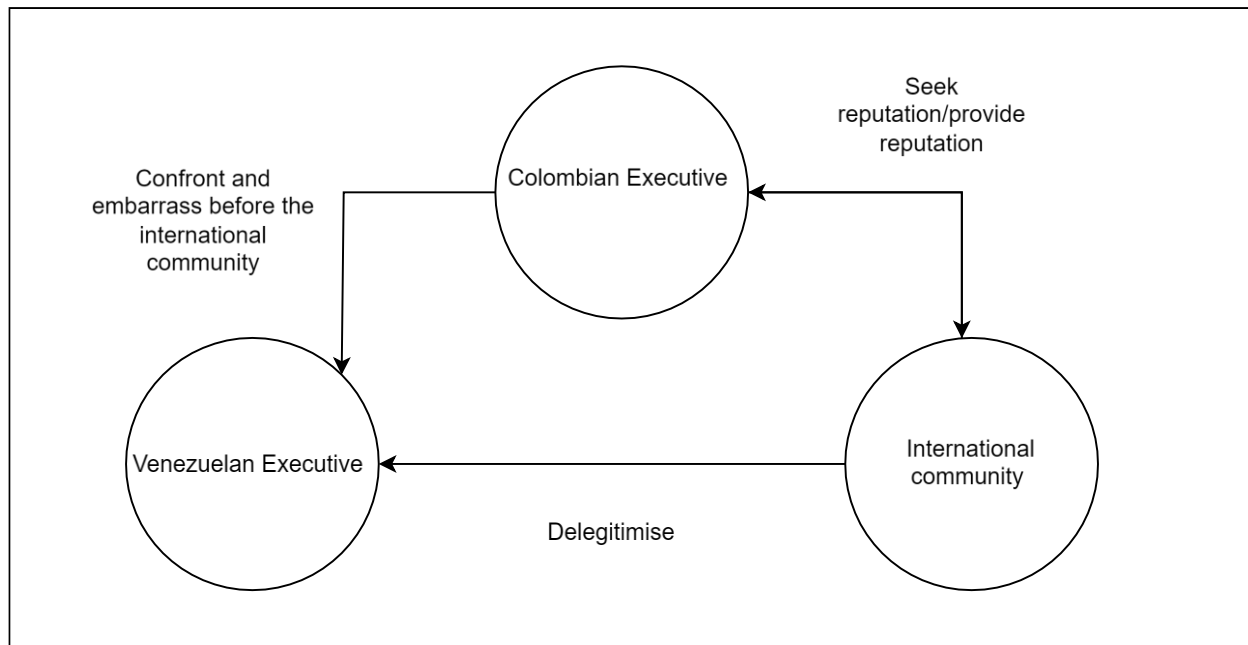 Seek
reputation/provide
reputation
Colombian Executive
Confront and
embarrass before the
international
community
Venezuelan Executive
International
community
Delegitimise